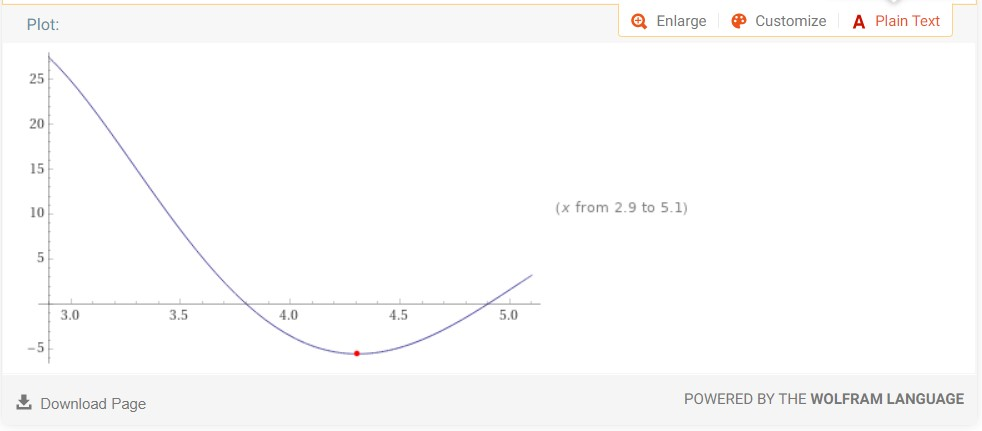 Plot:
Enlarge
Customize
A Plain Text
25
20
15
10
5
-5
3.0 3.5 4.0 4.5 5.0
(x from 2.9 to 5.1)
Download Page
POWERED BY THE WOLFRAM LANGUAGE